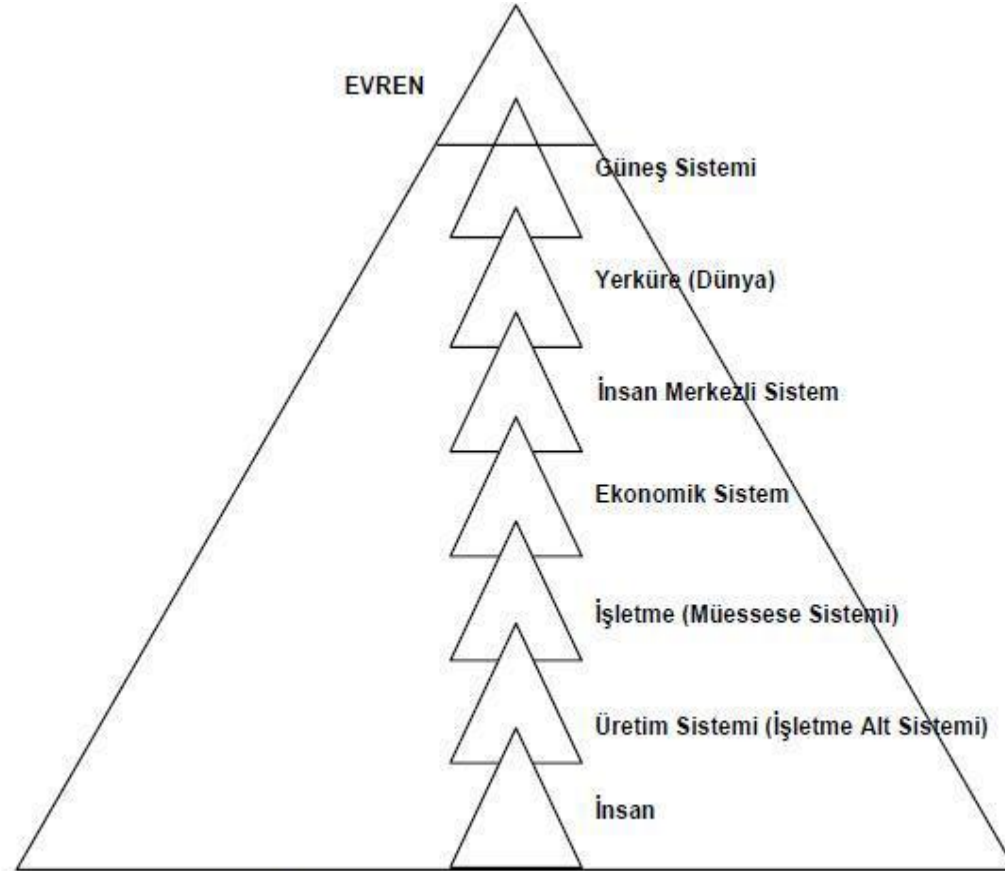 EVREN
Güneş Sistemi
Yerküre (Dünya)
İnsan Merkezli Sistem
Ekonomik Sistem
İşletme (Müessese Sistemi)
Üretim Sistemi (İşletme Alt Sistemi)
İnsan